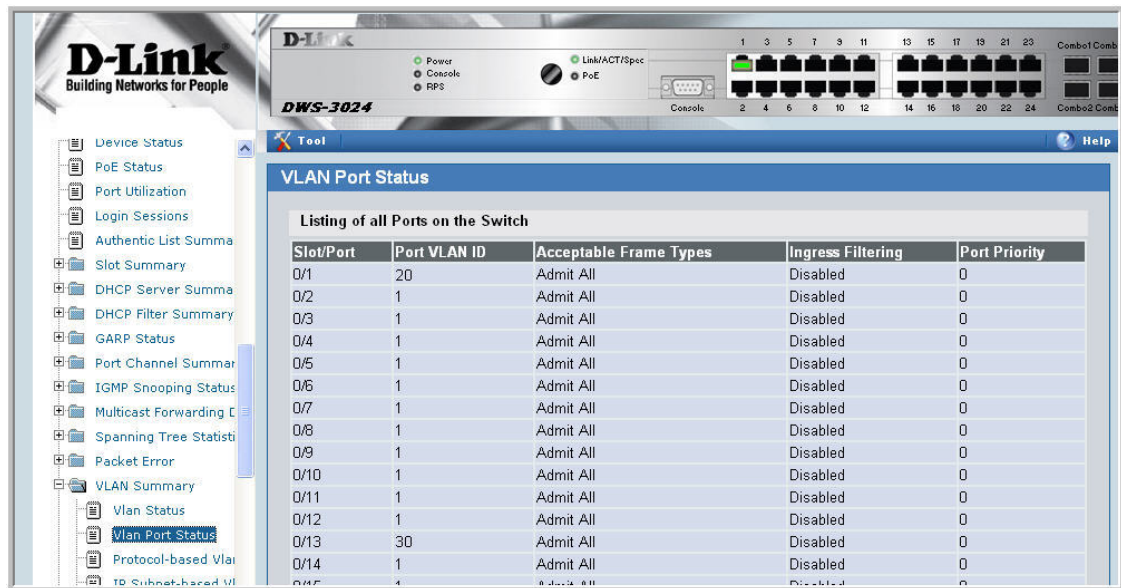 D-Link
Building Networks for People
D-Link
Power
Console
RPS
Link/ACT/Spec
PoE
DWS-3024
Console
1 3 5 7 9 11 13 15 17 19 21 23 Combo1
2 4 6 8 10 12 14 16 18 20 22 24 Combo2
Tool
Help
Device Status
PoE Status
Port Utilization
Login Sessions
Authentic List Summa
Slot Summary
DHCP Server Summa
DHCP Filter Summary
GARP Status
Port Channel Summar
IGMP Snooping Status
Multicast Forwarding D
Spanning Tree Statisti
Packet Error
VLAN Summary
Vlan Status
Vlan Port Status
Protocol-based Vla
IP Subnet-based Vl
VLAN Port Status
Listing of all Ports on the Switch
Slot/Port Port VLAN ID Acceptable Frame Types Ingress Filtering Port Priority
0/1 20 Admit All Disabled 0
0/2 1 Admit All Disabled 0
0/3 1 Admit All Disabled 0
0/4 1 Admit All Disabled 0
0/5 1 Admit All Disabled 0
0/6 1 Admit All Disabled 0
0/7 1 Admit All Disabled 0
0/8 1 Admit All Disabled 0
0/9 1 Admit All Disabled 0
0/10 1 Admit All Disabled 0
0/11 1 Admit All Disabled 0
0/12 1 Admit All Disabled 0
0/13 30 Admit All Disabled 0
0/14 1 Admit All Disabled 0